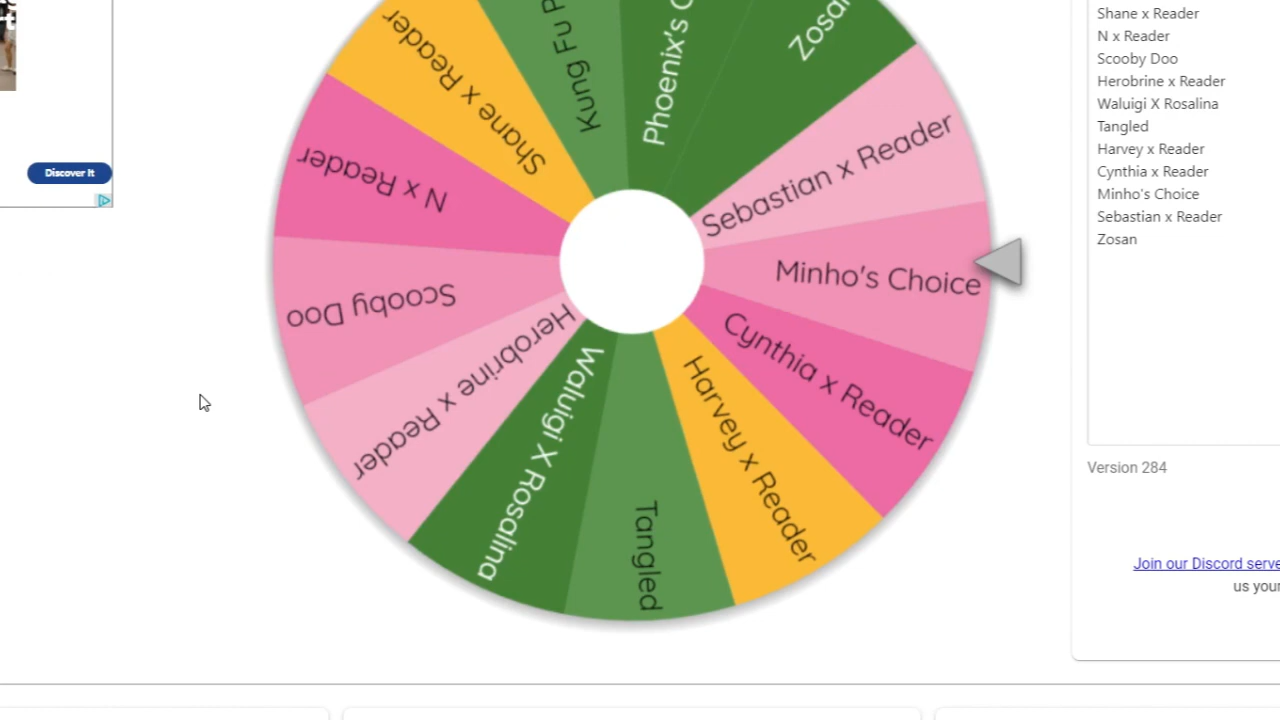 Kung Fu P
Phoenix's C
Zosan
Shane x Reader
Sebastian x Reader
N x Reader
Minho's Choice
Scooby Doo
Cynthia x Reader
Herobrine x Reader
Harvey x Reader
Waluigi X Rosalina
Tangled
Discover It
Shane x Reader
N x Reader
Scooby Doo
Herobrine x Reader
Waluigi X Rosalina
Tangled
Harvey x Reader
Cynthia x Reader
Minho's Choice
Sebastian x Reader
Zosan
Version 284
Join our Discord serve
us your